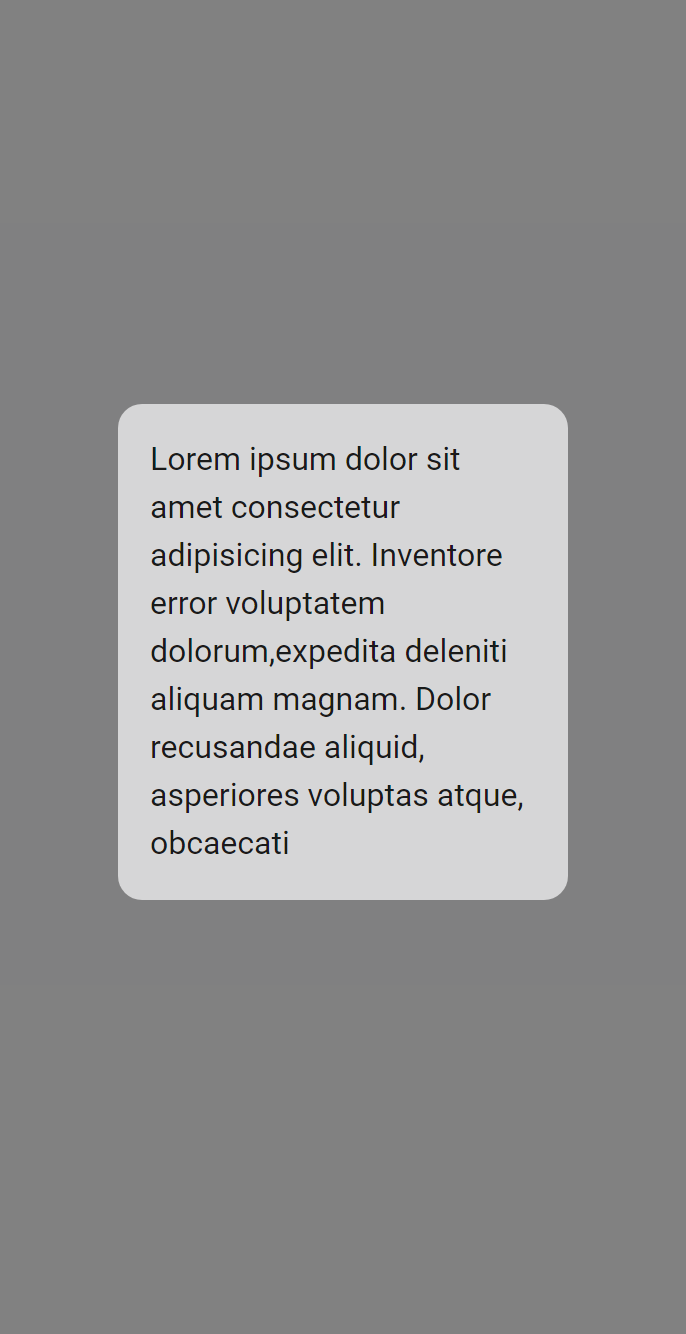 Lorem ipsum dolor sit
amet consectetur
adipisicing elit. Inventore
error voluptatem
dolorum,expedita deleniti
aliquam magnam. Dolor
recusandae aliquid,
asperiores voluptas atque,
obcaecati